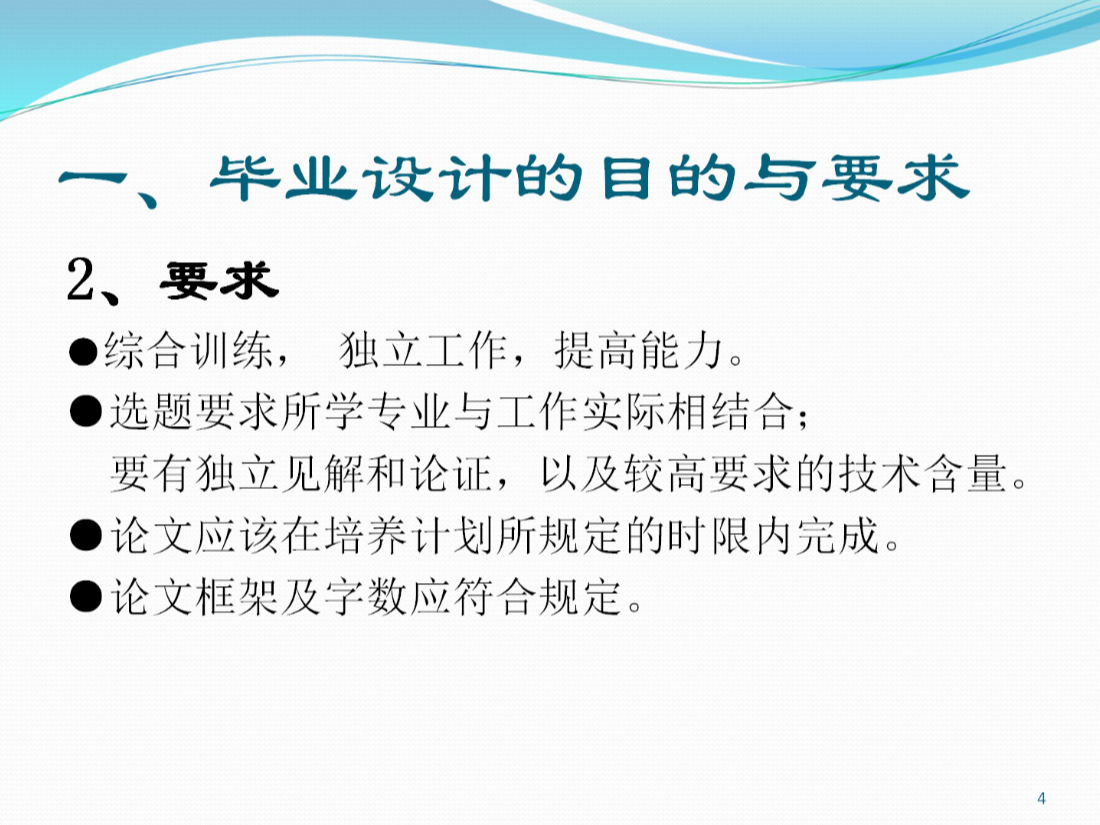 一、毕业设计的目的与要求
2、要求
●综合训练， 独立工作，提高能力。
●选题要求所学专业与工作实际相结合；
要有独立见解和论证，以及较高要求的技术含量。
●论文应该在培养计划所规定的时限内完成。
●论文框架及字数应符合规定。
4